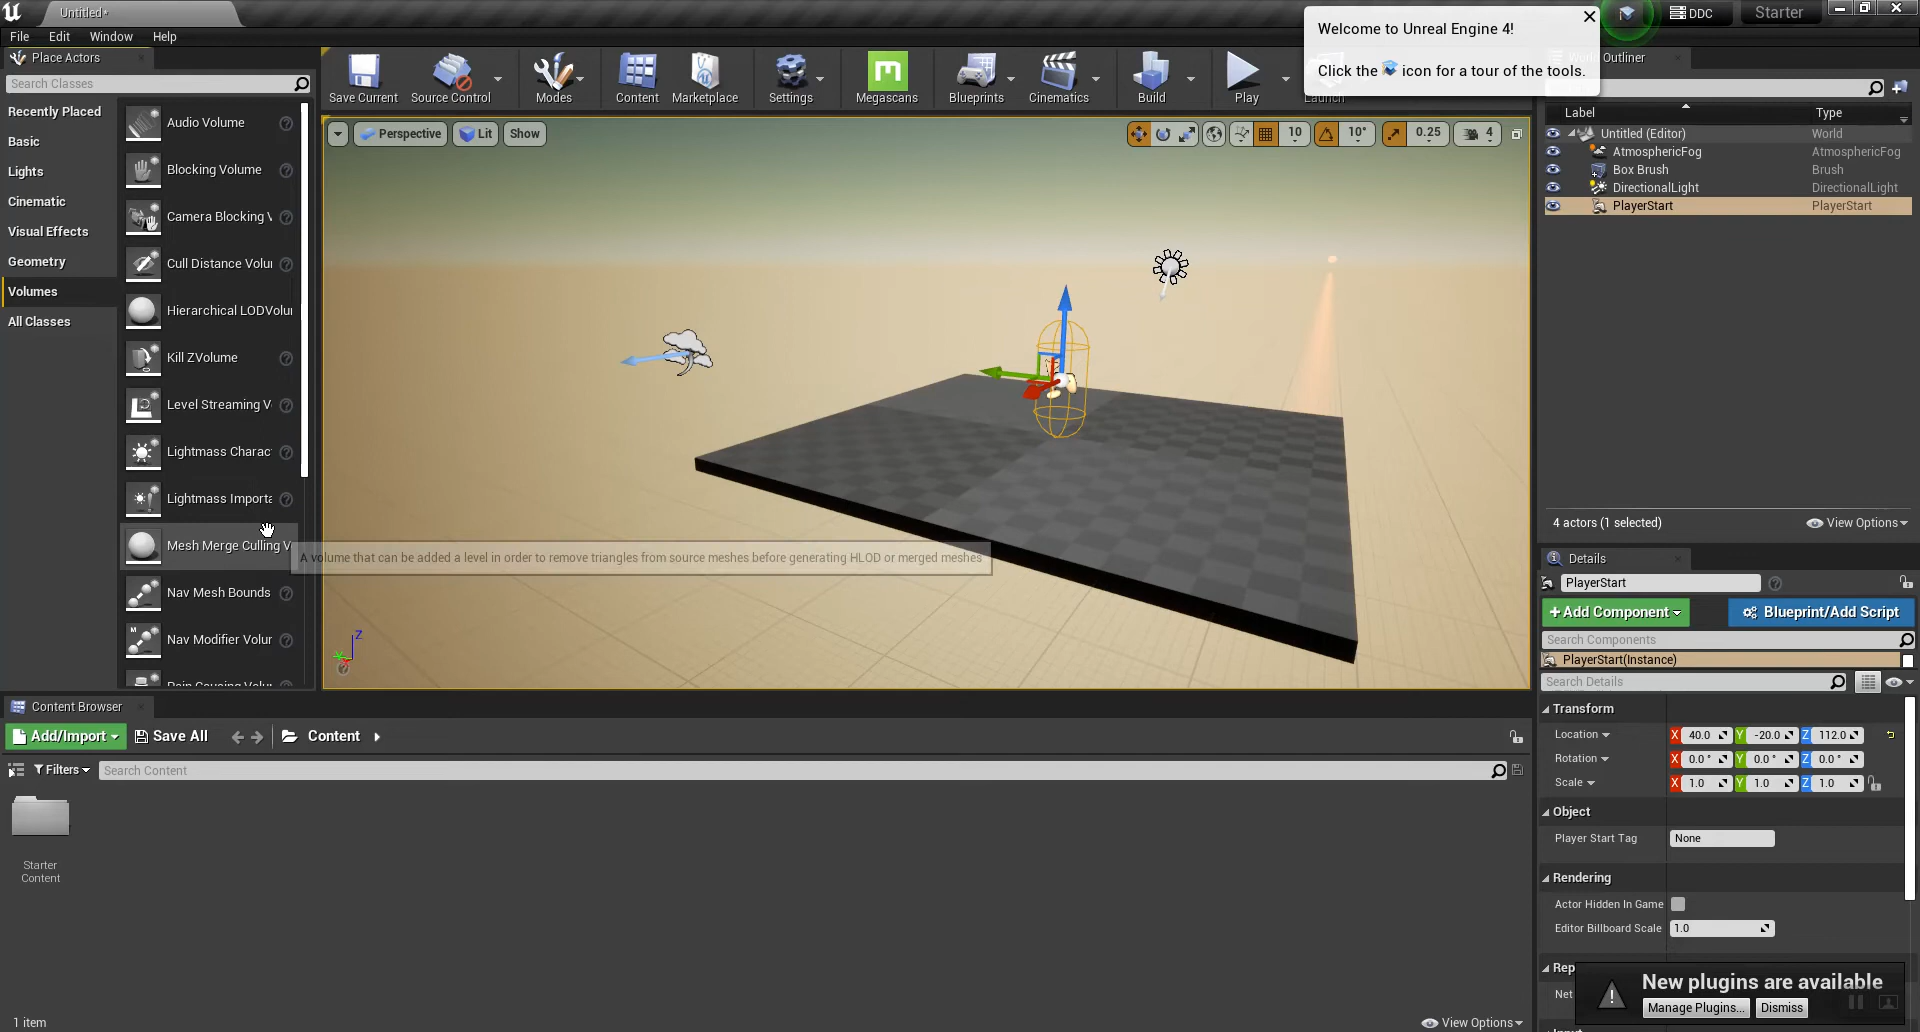 Untitled*
File Edit Window Help
Welcome to Unreal Engine 4!
Click the icon for a tour of the tools.
DDC
Starter
Place Actors
Search Classes
Recently Placed
Basic
Lights
Cinematic
Visual Effects
Geometry
Volumes
All Classes
Audio Volume
Blocking Volume
Camera Blocking V
Cull Distance Volu
Hierarchical LODVolu
Kill ZVolume
Level Streaming V
Lightmass Charac
Lightmass Importa
Mesh Merge Culling V
Nav Mesh Bounds
Nav Modifier Volur
Pain Causing Volu
A volume that can be added a level in order to remove triangles from source meshes before generating HLOD or merged meshes
Save Current
Source Control
Modes
Content
Marketplace
Settings
Megascans
Blueprints
Cinematics
Build
Play
Launch
Perspective
Lit
Show
10
10°
0.25
4
Z
Outliner
Label Type
Untitled (Editor) World
AtmosphericFog AtmosphericFog
Box Brush Brush
DirectionalLight DirectionalLight
PlayerStart PlayerStart
4 actors (1 selected)
View Options
Details
PlayerStart
+Add Component
Blueprint/Add Script
Search Components
PlayerStart(Instance)
Search Details
Transform
Location X 40.0 Y -20.0 Z 112.0
Rotation X 0.0° Y 0.0° Z 0.0°
Scale X 1.0 Y 1.0 Z 1.0
Object
Player Start Tag None
Rendering
Actor Hidden In Game
Editor Billboard Scale 1.0
Rep
Net
New plugins are available
Manage Plugins... Dismiss
Content Browser
Add/Import
Save All
Content
Filters
Search Content
Starter
Content
1 item
View Options